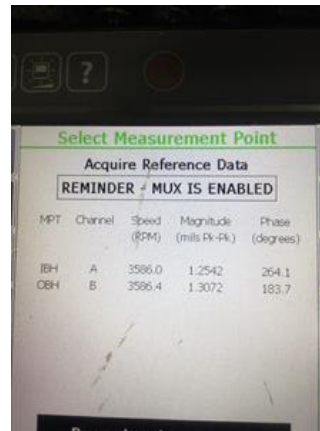 ?
Select Measurement Point
Acquire Reference Data
REMINDER - MUX IS ENABLED
MPT Channel Speed Magnitude Phase
(RPM) (mils Pk-Pk) (degrees)
IBH A 3586.0 1.2542 264.1
OBH B 3586.4 1.3072 183.7